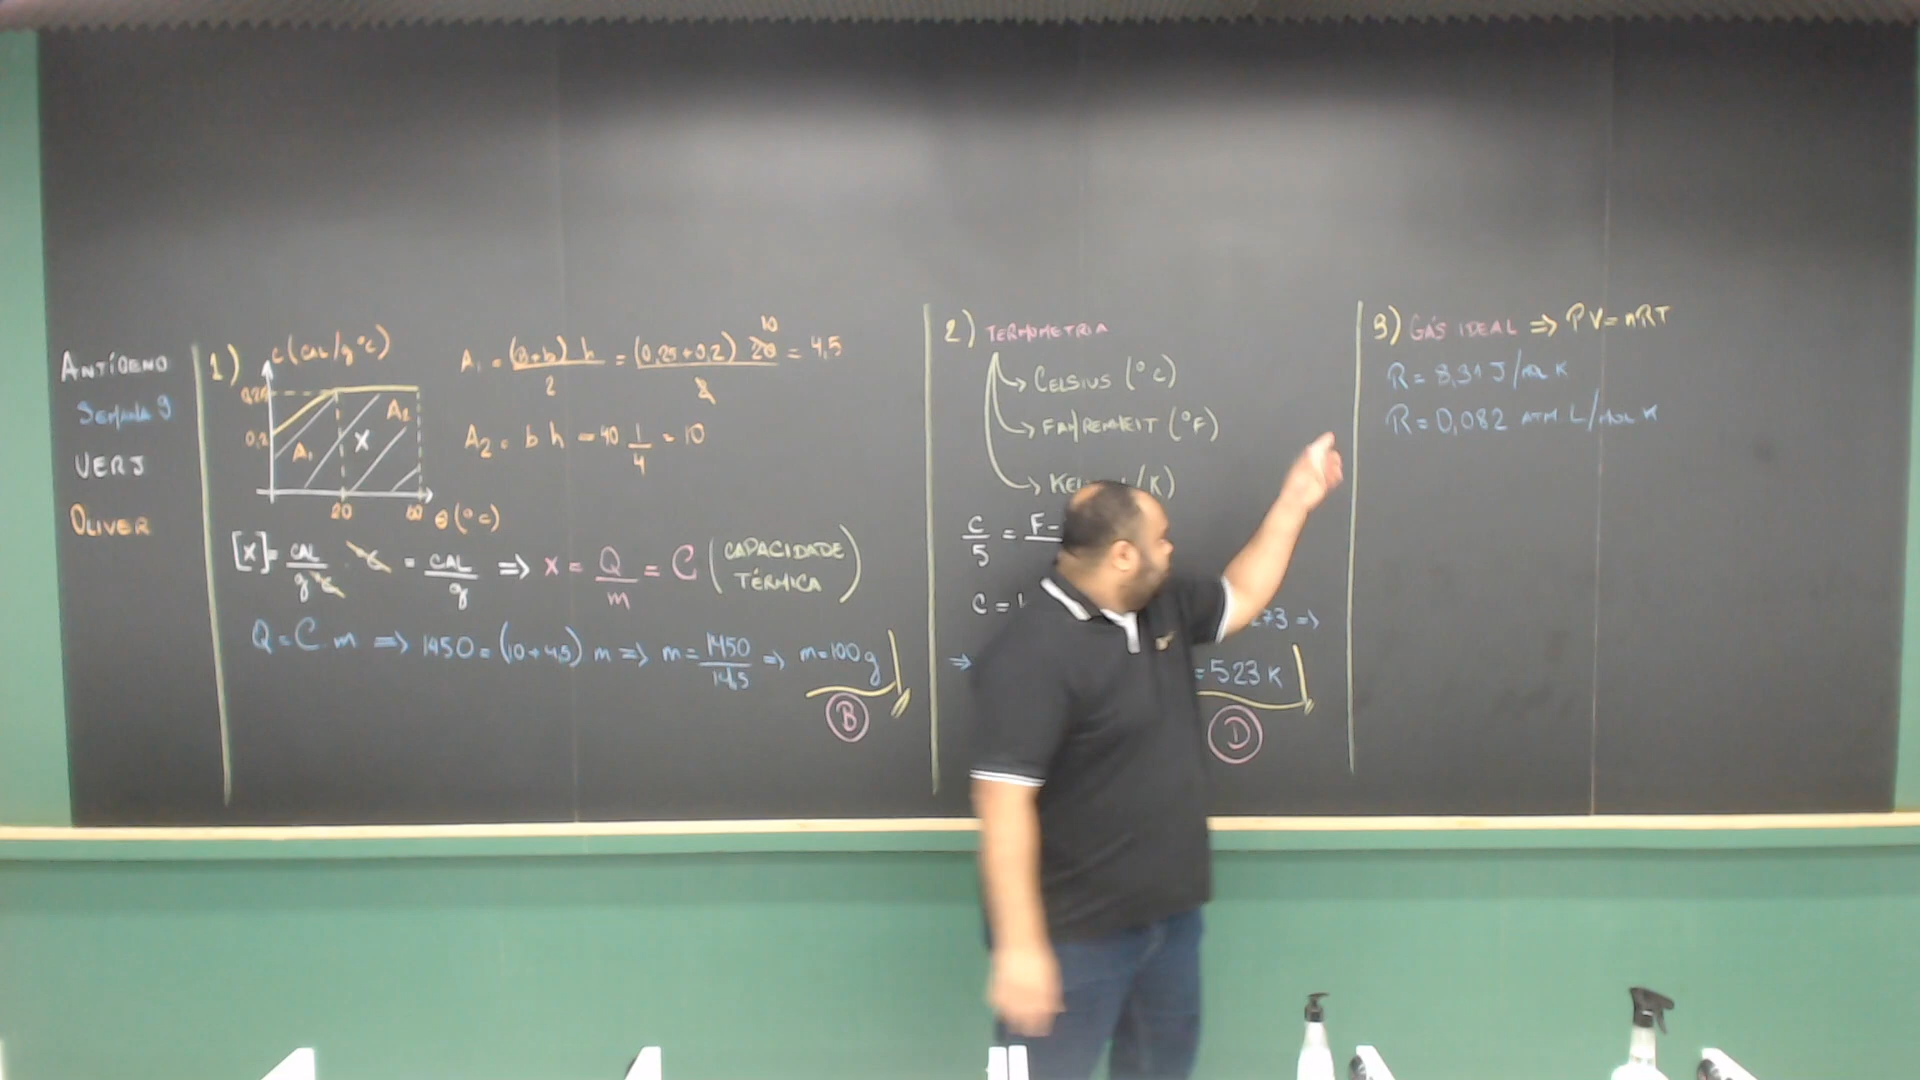 ANTÍGENO
SEMANA 9
UERJ
OLIVER
1) c (CAL/g°C)
0,25
0,2
A₁
X
A₂
20
60
θ (°C)
A₁ = (B+b) h / 2 = (0,25+0,2) 20 / 2 = 4,5
10
A₂ = b h = 40 1/4 = 10
[X] = CAL/g°C · °C = CAL/g ⇒ X = Q/m = C (CAPACIDADE TÉRMICA)
Q = C m ⇒ 1450 = (10+4,5) m ⇒ m = 1450/14,5 ⇒ m = 100 g
B
2) TERMOMETRIA
→ CELSIUS (°C)
→ FAHRENHEIT (°F)
C/5 = F-
C =
273 ⇒
⇒
= 523 K
D
3) GÁS IDEAL ⇒ PV = nRT
R = 8,31 J/MOL K
R = 0,082 ATM L/MOL K